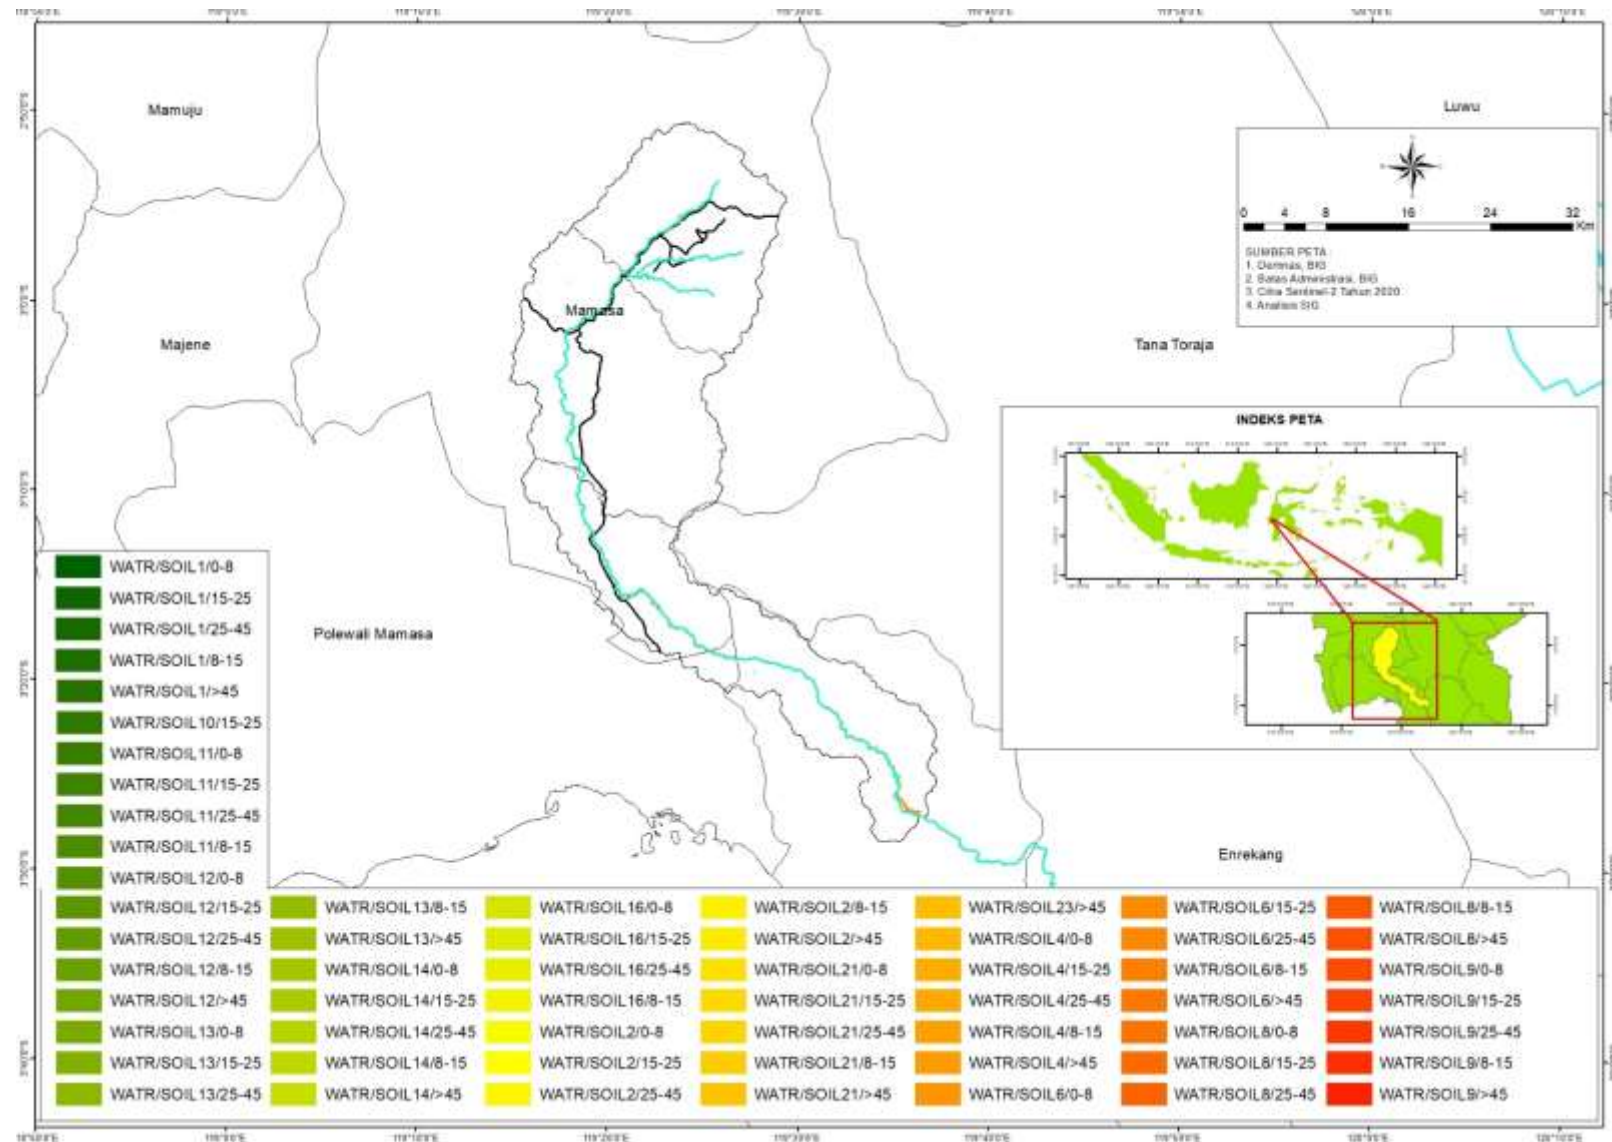 Mamuju
Luwu
0 4 8 16 24 32
Km
SUMBER PETA
1. Demnas, BIG
2. Batas Administrasi, BIG
3. Citra Sentinel-2 Tahun 2020
4. Analisis SIG
Mamasa
Majene
Tana Toraja
INDEKS PETA
Polewali Mamasa
Enrekang
WATR/SOIL1/0-8
WATR/SOIL1/15-25
WATR/SOIL1/25-45
WATR/SOIL1/8-15
WATR/SOIL1/>45
WATR/SOIL10/15-25
WATR/SOIL11/0-8
WATR/SOIL11/15-25
WATR/SOIL11/25-45
WATR/SOIL11/8-15
WATR/SOIL12/0-8
WATR/SOIL12/15-25
WATR/SOIL12/25-45
WATR/SOIL12/8-15
WATR/SOIL12/>45
WATR/SOIL13/0-8
WATR/SOIL13/15-25
WATR/SOIL13/25-45
WATR/SOIL13/8-15
WATR/SOIL13/>45
WATR/SOIL14/0-8
WATR/SOIL14/15-25
WATR/SOIL14/25-45
WATR/SOIL14/8-15
WATR/SOIL14/>45
WATR/SOIL16/0-8
WATR/SOIL16/15-25
WATR/SOIL16/25-45
WATR/SOIL16/8-15
WATR/SOIL2/0-8
WATR/SOIL2/15-25
WATR/SOIL2/25-45
WATR/SOIL2/8-15
WATR/SOIL2/>45
WATR/SOIL21/0-8
WATR/SOIL21/15-25
WATR/SOIL21/25-45
WATR/SOIL21/8-15
WATR/SOIL21/>45
WATR/SOIL23/>45
WATR/SOIL4/0-8
WATR/SOIL4/15-25
WATR/SOIL4/25-45
WATR/SOIL4/8-15
WATR/SOIL4/>45
WATR/SOIL6/0-8
WATR/SOIL6/15-25
WATR/SOIL6/25-45
WATR/SOIL6/8-15
WATR/SOIL6/>45
WATR/SOIL8/0-8
WATR/SOIL8/15-25
WATR/SOIL8/25-45
WATR/SOIL8/8-15
WATR/SOIL8/>45
WATR/SOIL9/0-8
WATR/SOIL9/15-25
WATR/SOIL9/25-45
WATR/SOIL9/8-15
WATR/SOIL9/>45